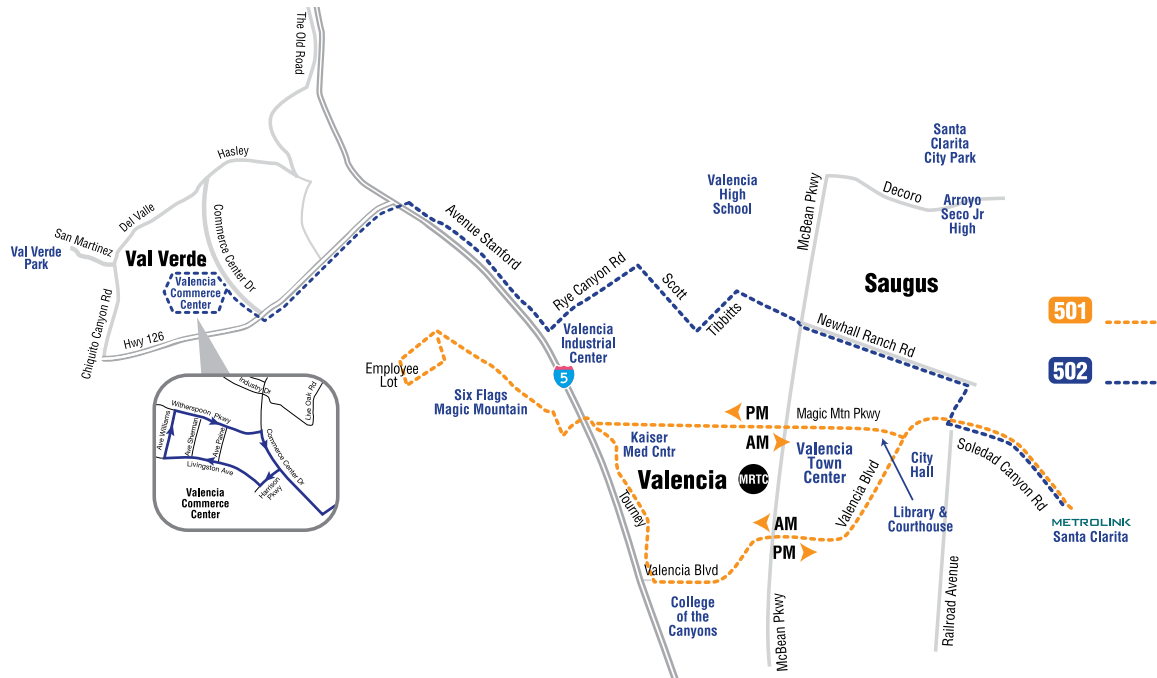 The Old Road
Hasley
Del Valle
San Martinez
Val Verde
Park
Val Verde
Commerce Center Dr
Valencia
Commerce
Center
Chiquito Canyon Rd
Hwy 126
Avenue Stanford
Rye Canyon Rd
Scott
Tibbitts
Valencia
High
School
McBean Pkwy
Santa
Clarita
City Park
Decoro
Arroyo
Seco Jr
High
Saugus
Newhall Ranch Rd
501
502
Valencia
Industrial
Center
5
Employee
Lot
Six Flags
Magic Mountain
Kaiser
Med Cntr
PM
AM
Magic Mtn Pkwy
Valencia
MRTC
Valencia
Town
Center
Valencia Blvd
City
Hall
Library &
Courthouse
Soledad Canyon Rd
METROLINK
Santa Clarita
Tourney
AM
PM
Valencia Blvd
College
of the
Canyons
McBean Pkwy
Railroad Avenue
Industry Dr
Live Oak Rd
Witherspoon Pkwy
Ave Williams
Ave Sherman
Ave Paine
Livingston Ave
Commerce Center Dr
Harrison
Pkwy
Valencia
Commerce
Center